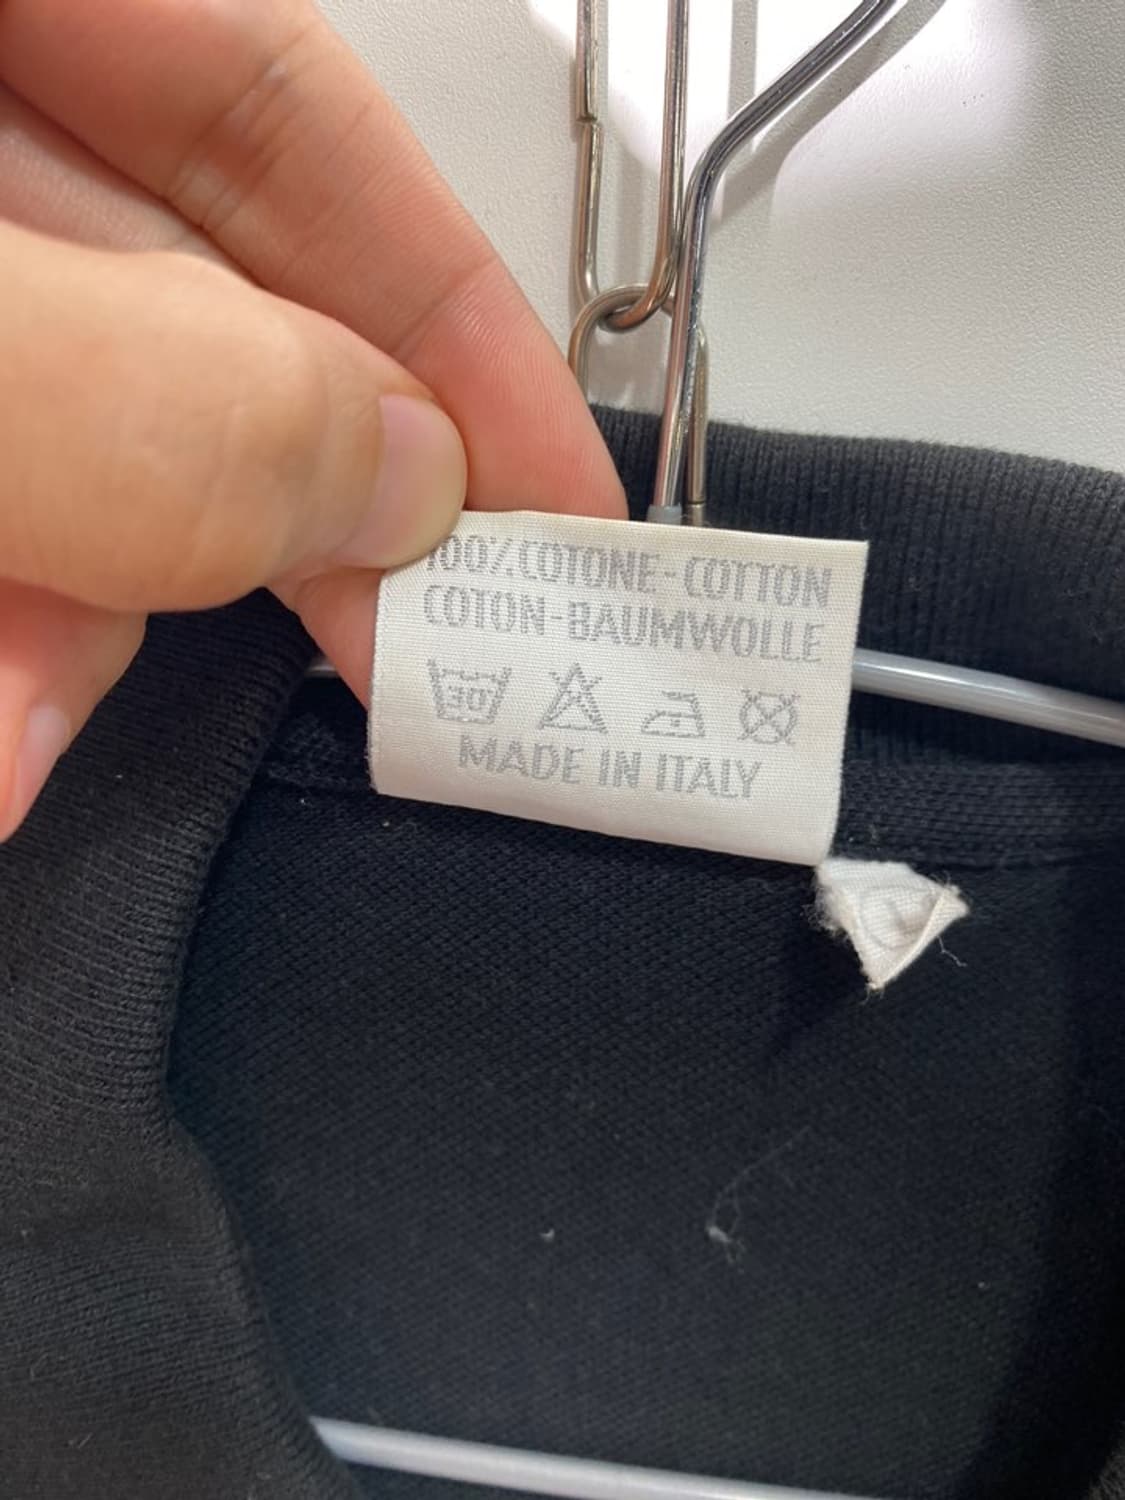 100% COTONE - COTTON
COTON - BAUMWOLLE
30
MADE IN ITALY